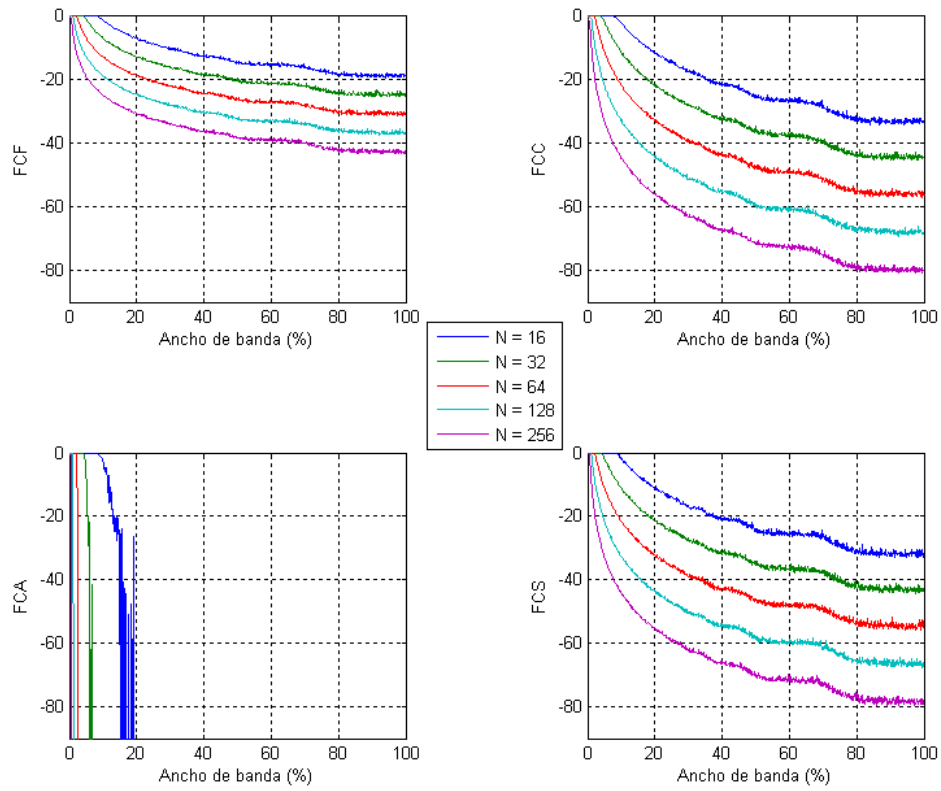 0
-20
-40
-60
-80
FCF
0 20 40 60 80 100
Ancho de banda (%)
0
-20
-40
-60
-80
FCC
0 20 40 60 80 100
Ancho de banda (%)
N = 16
N = 32
N = 64
N = 128
N = 256
0
-20
-40
-60
-80
FCA
0 20 40 60 80 100
Ancho de banda (%)
0
-20
-40
-60
-80
FCS
0 20 40 60 80 100
Ancho de banda (%)